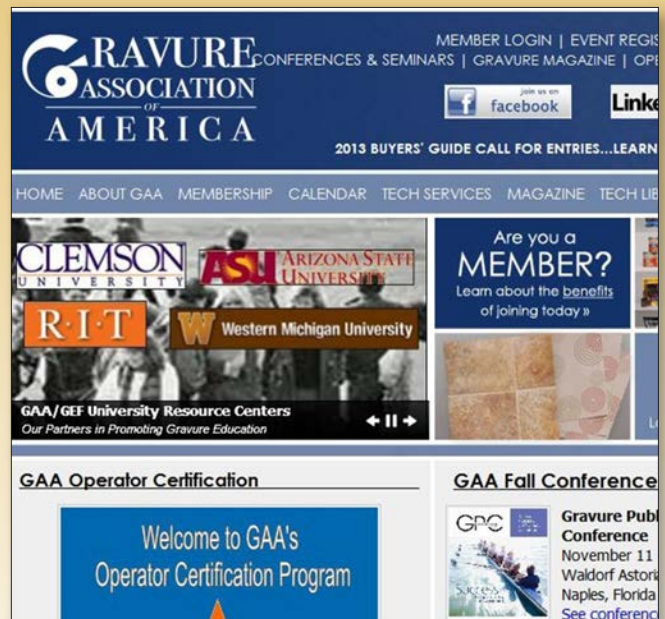 GRAVURE
ASSOCIATION
OF
AMERICA
MEMBER LOGIN | EVENT REGIS
CONFERENCES & SEMINARS | GRAVURE MAGAZINE | OPE
join us on
facebook
Linke
2013 BUYERS' GUIDE CALL FOR ENTRIES...LEARN
HOME ABOUT GAA MEMBERSHIP CALENDAR TECH SERVICES MAGAZINE TECH LIB
CLEMSON
UNIVERSITY
ASU ARIZONA STATE
UNIVERSITY
R·I·T
W Western Michigan University
GAA/GEF University Resource Centers
Our Partners in Promoting Gravure Education
Are you a
MEMBER?
Learn about the benefits
of joining today »
GAA Operator Certification
Welcome to GAA's
Operator Certification Program
GAA Fall Conference
GPC
Success
Gravure Publ
Conference
November 11
Waldorf Astoria
Naples, Florida
See conference